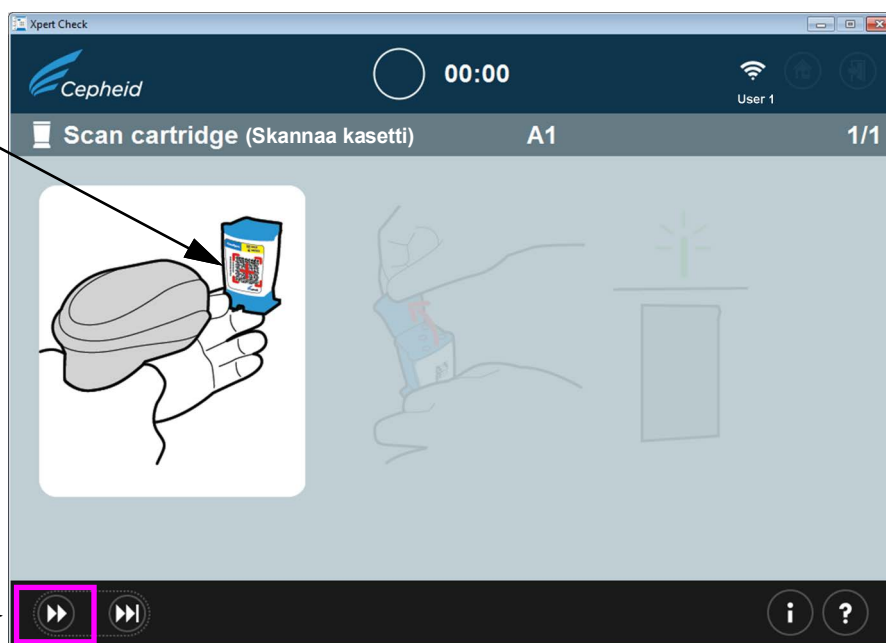 Xpert Check
Cepheid
00:00
User 1
Scan cartridge (Skannaa kasetti) A1 1/1
i ?